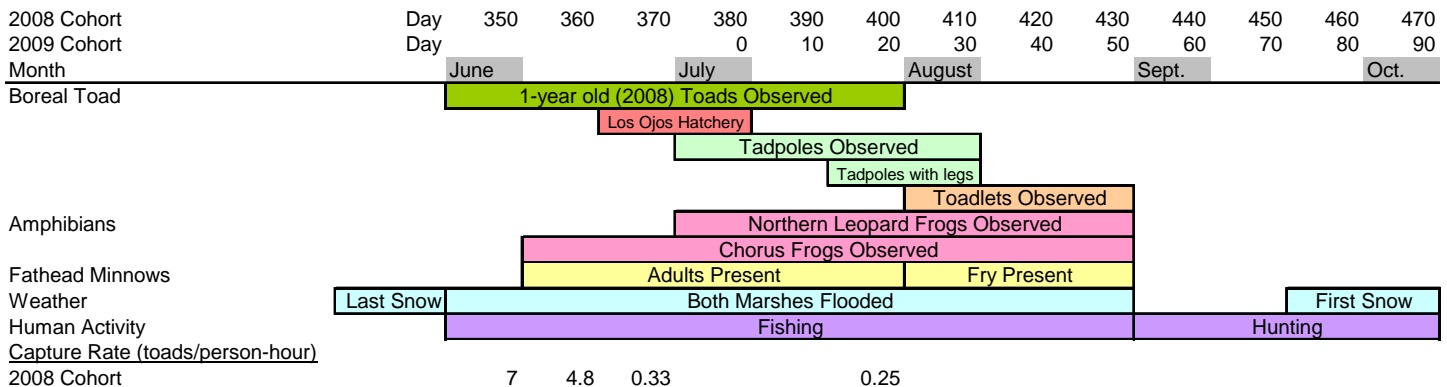 2008 Cohort Day 350 360 370 380 390 400 410 420 430 440 450 460 470
2009 Cohort Day 0 10 20 30 40 50 60 70 80 90
Month June July August Sept. Oct.
Boreal Toad 1-year old (2008) Toads Observed
Los Ojos Hatchery
Tadpoles Observed
Tadpoles with legs
Toadlets Observed
Amphibians Northern Leopard Frogs Observed
Chorus Frogs Observed
Fathead Minnows Adults Present Fry Present
Weather Last Snow Both Marshes Flooded First Snow
Human Activity Fishing Hunting
Capture Rate (toads/person-hour)
2008 Cohort 7 4.8 0.33 0.25